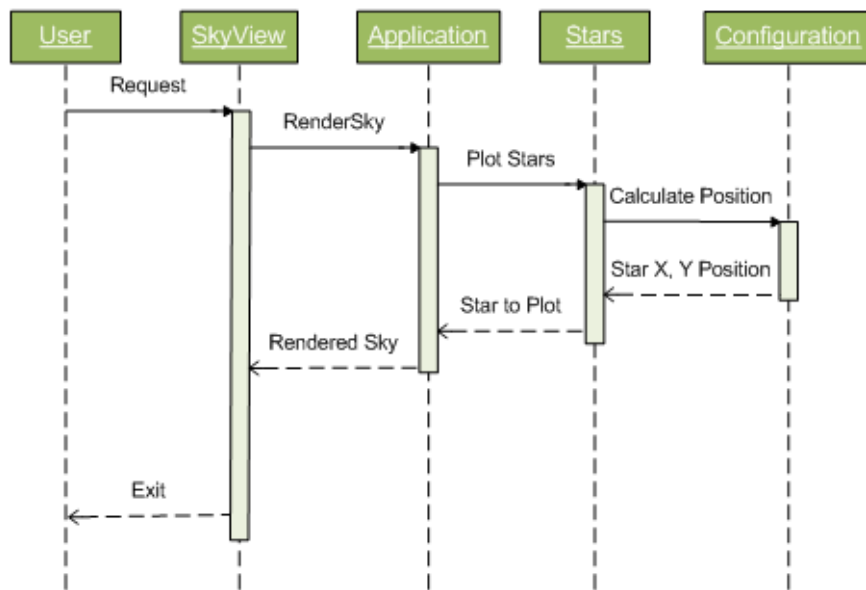 User
SkyView
Application
Stars
Configuration
Request
RenderSky
Plot Stars
Calculate Position
Star X, Y Position
Star to Plot
Rendered Sky
Exit